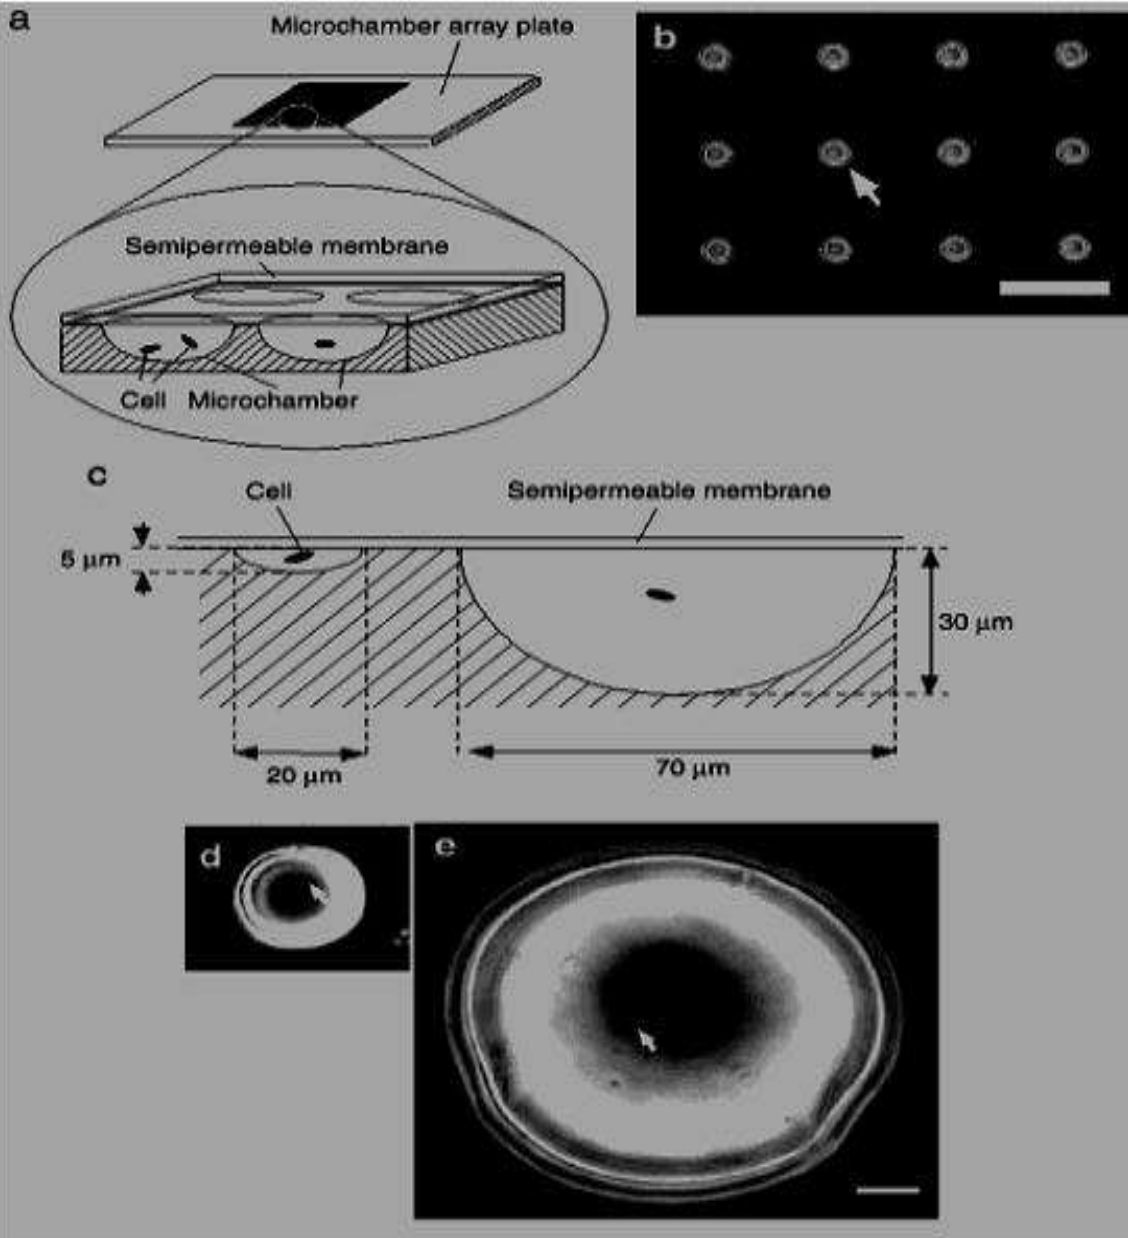 a
Microchamber array plate
b
Semipermeable membrane
Cell Microchamber
c
Cell
Semipermeable membrane
5 μm
30 μm
20 μm
70 μm
d
e